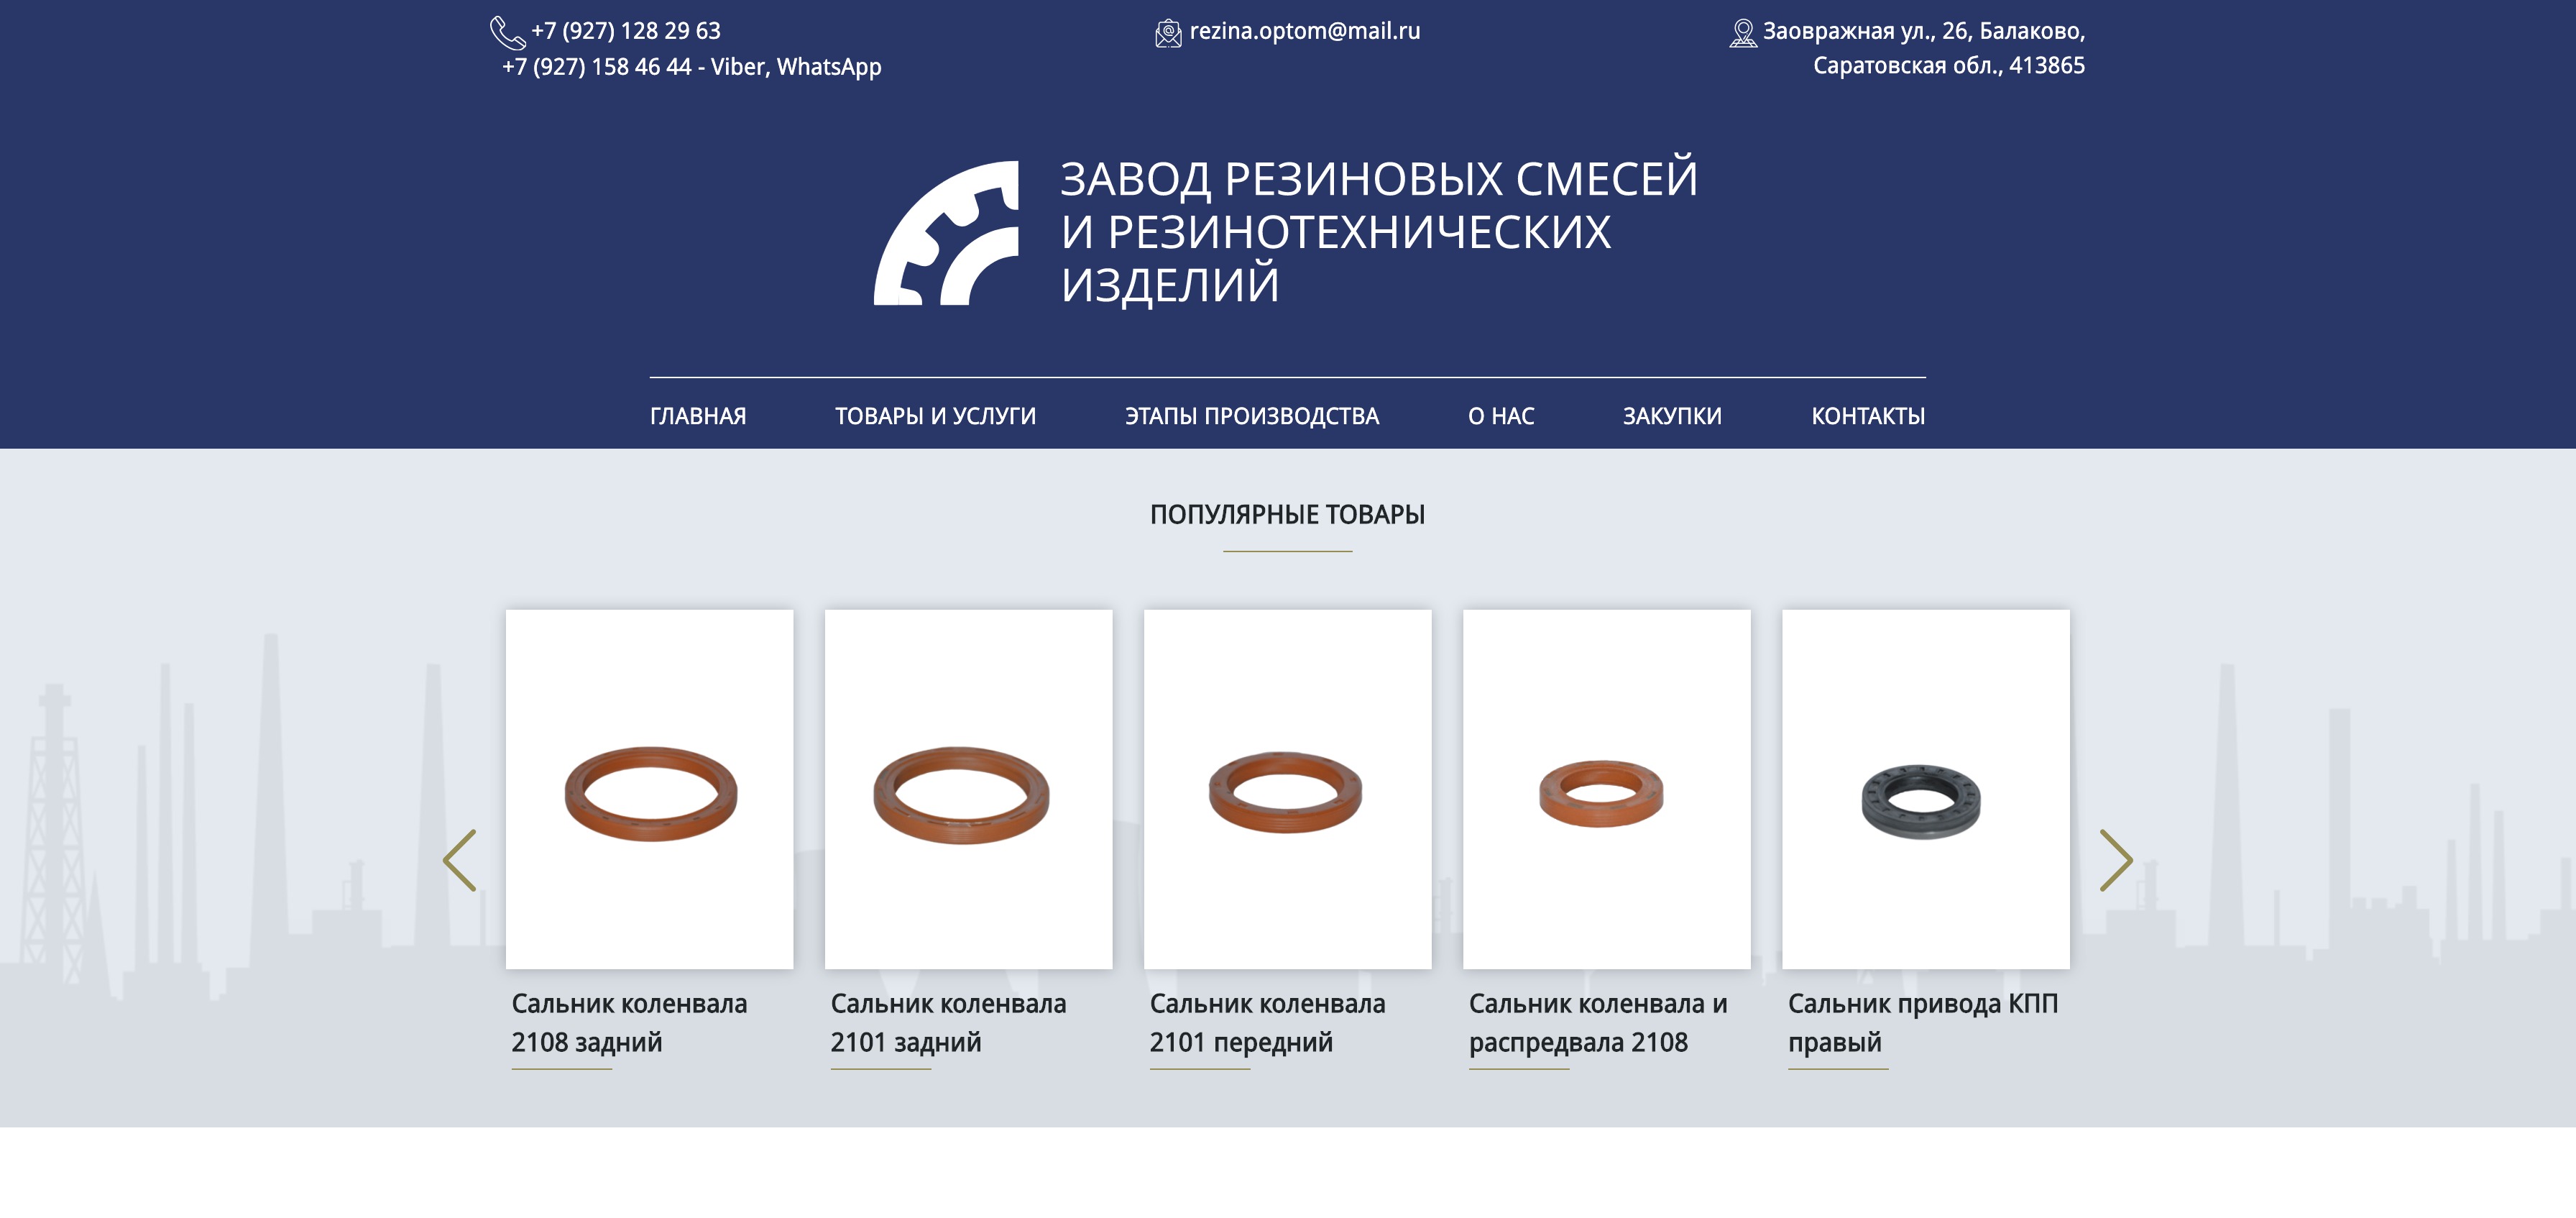 +7 (927) 128 29 63
+7 (927) 158 46 44 - Viber, WhatsApp
rezina.optom@mail.ru
Заовражная ул., 26, Балаково,
Саратовская обл., 413865
ЗАВОД РЕЗИНОВЫХ СМЕСЕЙ
И РЕЗИНОТЕХНИЧЕСКИХ
ИЗДЕЛИЙ
ГЛАВНАЯ ТОВАРЫ И УСЛУГИ ЭТАПЫ ПРОИЗВОДСТВА О НАС ЗАКУПКИ КОНТАКТЫ
ПОПУЛЯРНЫЕ ТОВАРЫ
Сальник коленвала
2108 задний
Сальник коленвала
2101 задний
Сальник коленвала
2101 передний
Сальник коленвала и
распредвала 2108
Сальник привода КПП
правый